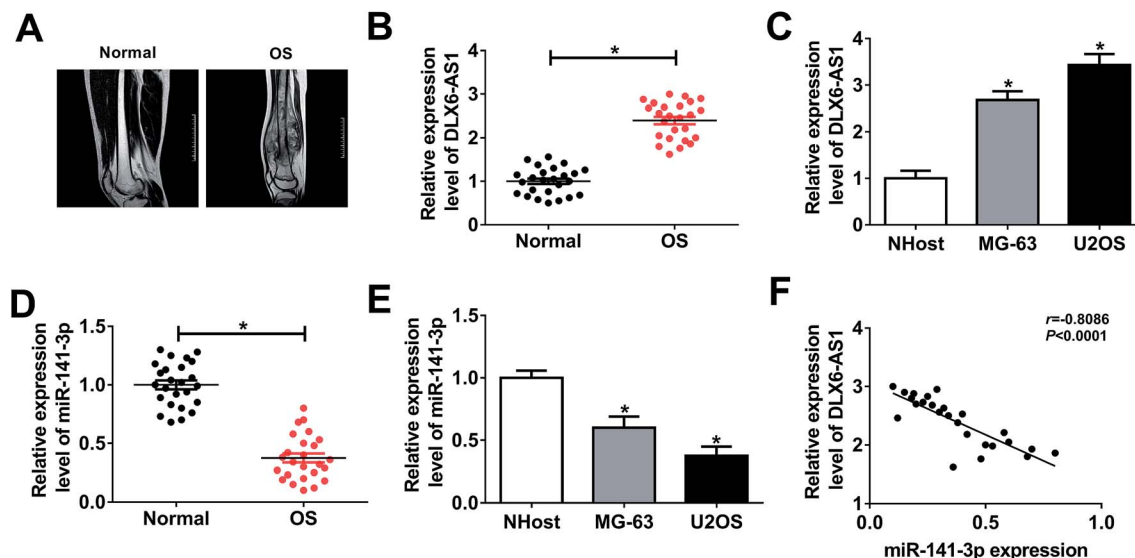 A
Normal
OS
B
Relative expression
level of DLX6-AS1
4
3
2
1
0
*
Normal
OS
C
Relative expression
level of DLX6-AS1
4
3
2
1
0
*
*
NHost
MG-63
U2OS
D
Relative expression
level of miR-141-3p
1.5
1.0
0.5
0.0
*
Normal
OS
E
Relative expression
level of miR-141-3p
1.5
1.0
0.5
0.0
*
*
NHost
MG-63
U2OS
F
Relative expression
level of DLX6-AS1
4
3
2
1
0
r=-0.8086
P<0.0001
0.0
0.5
1.0
miR-141-3p expression